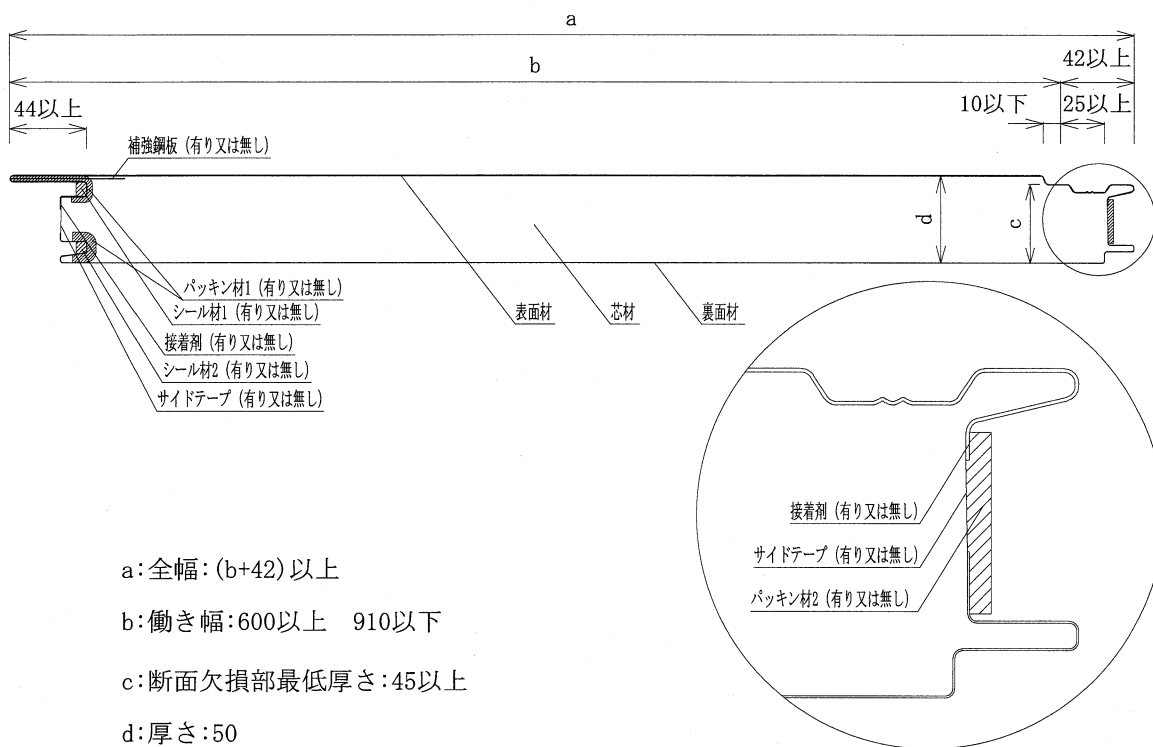 a
b
42以上
44以上
10以下
25以上
補強鋼板 (有り又は無し)
d
c
パッキン材1 (有り又は無し)
シール材1 (有り又は無し)
接着剤 (有り又は無し)
シール材2 (有り又は無し)
サイドテープ (有り又は無し)
表面材
芯材
裏面材
接着剤 (有り又は無し)
サイドテープ (有り又は無し)
パッキン材2 (有り又は無し)
a:全幅:(b+42)以上
b:働き幅:600以上 910以下
c:断面欠損部最低厚さ:45以上
d:厚さ:50